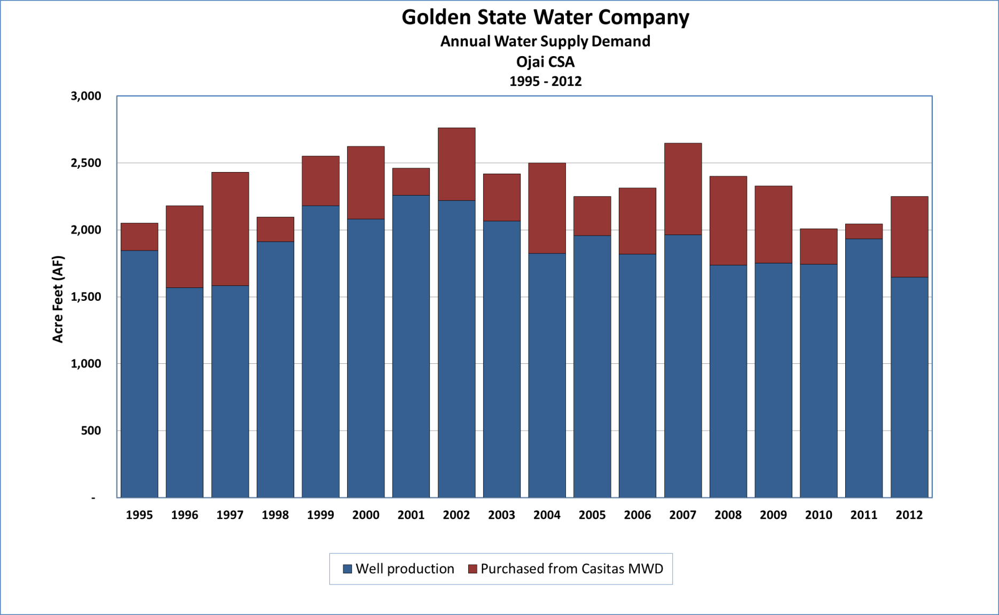 Golden State Water Company
Annual Water Supply Demand
Ojai CSA
1995 - 2012
3,000
2,500
2,000
1,500
1,000
500
-
Acre Feet (AF)
1995 1996 1997 1998 1999 2000 2001 2002 2003 2004 2005 2006 2007 2008 2009 2010 2011 2012
Well production Purchased from Casitas MWD